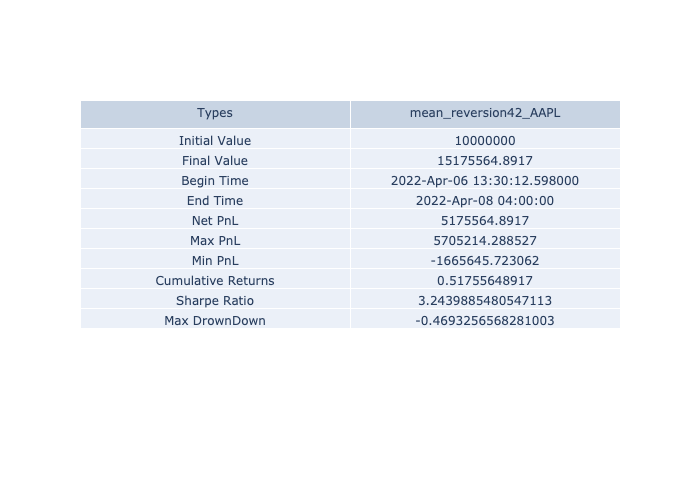 Types mean_reversion42_AAPL
Initial Value 10000000
Final Value 15175564.8917
Begin Time 2022-Apr-06 13:30:12.598000
End Time 2022-Apr-08 04:00:00
Net PnL 5175564.8917
Max PnL 5705214.288527
Min PnL -1665645.723062
Cumulative Returns 0.51755648917
Sharpe Ratio 3.2439885480547113
Max DrownDown -0.4693256568281003